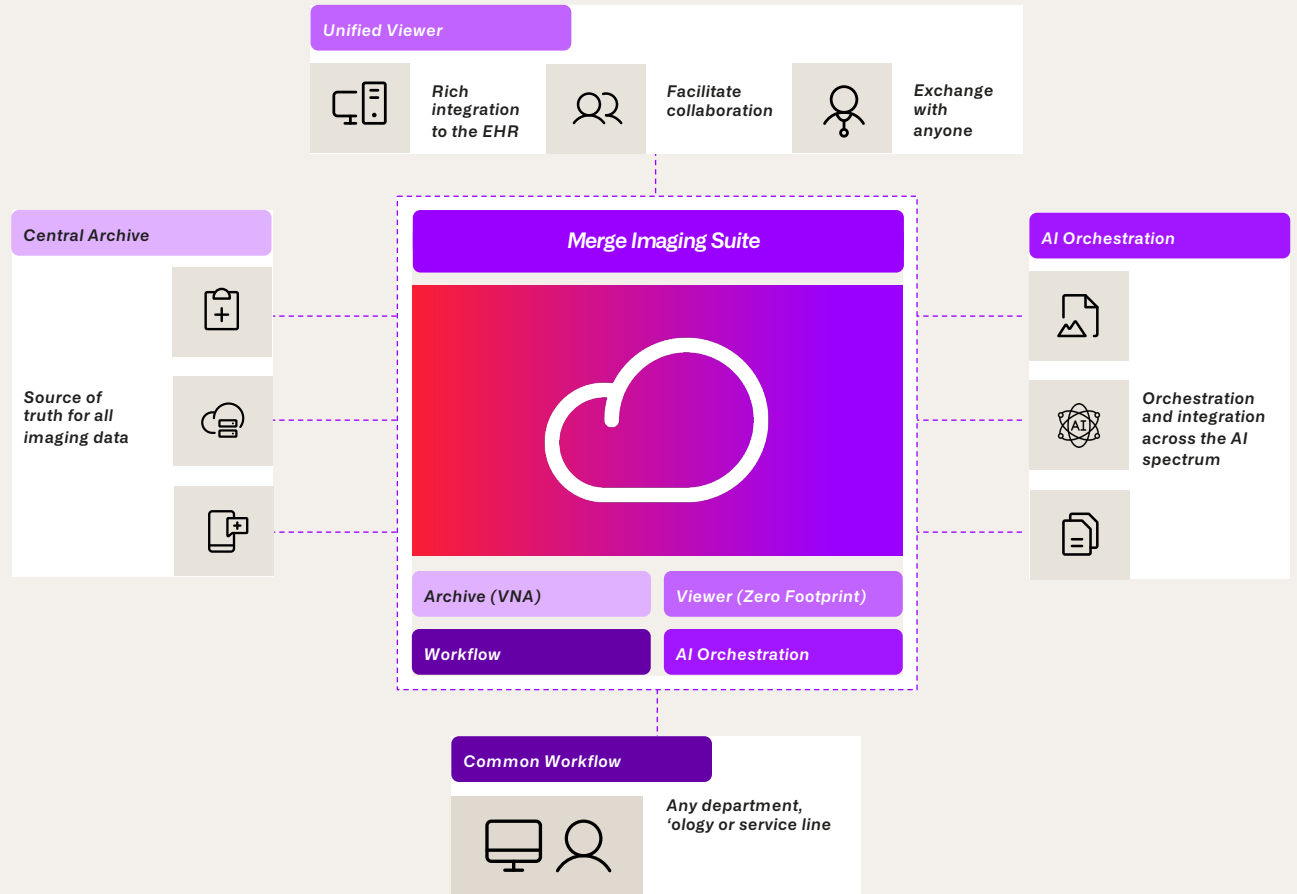 Unified Viewer
Rich
integration
to the EHR
Facilitate
collaboration
Exchange
with
anyone
Central Archive
Source of
truth for all
imaging data
Merge Imaging Suite
Archive (VNA)
Viewer (Zero Footprint)
Workflow
AI Orchestration
AI Orchestration
AI
Orchestration
and integration
across the AI
spectrum
Common Workflow
Any department,
‘ology or service line